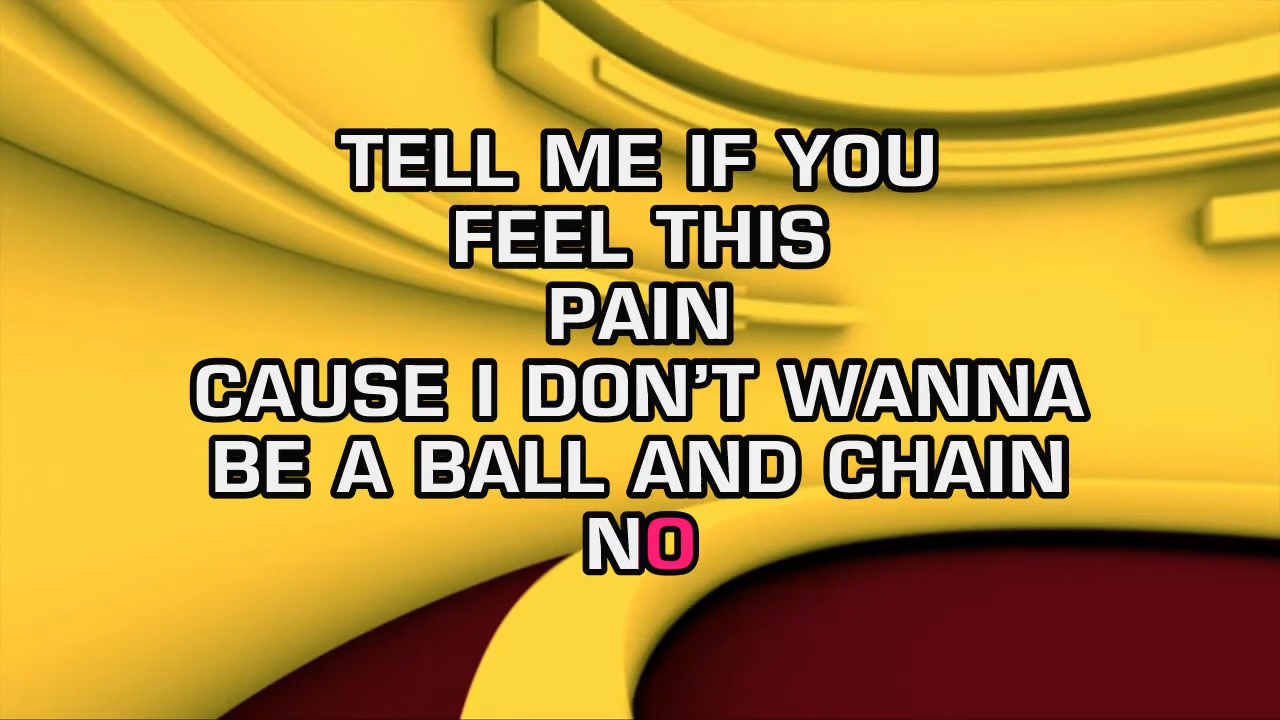 TELL ME IF YOU
FEEL THIS
PAIN
CAUSE I DON’T WANNA
BE A BALL AND CHAIN
NO